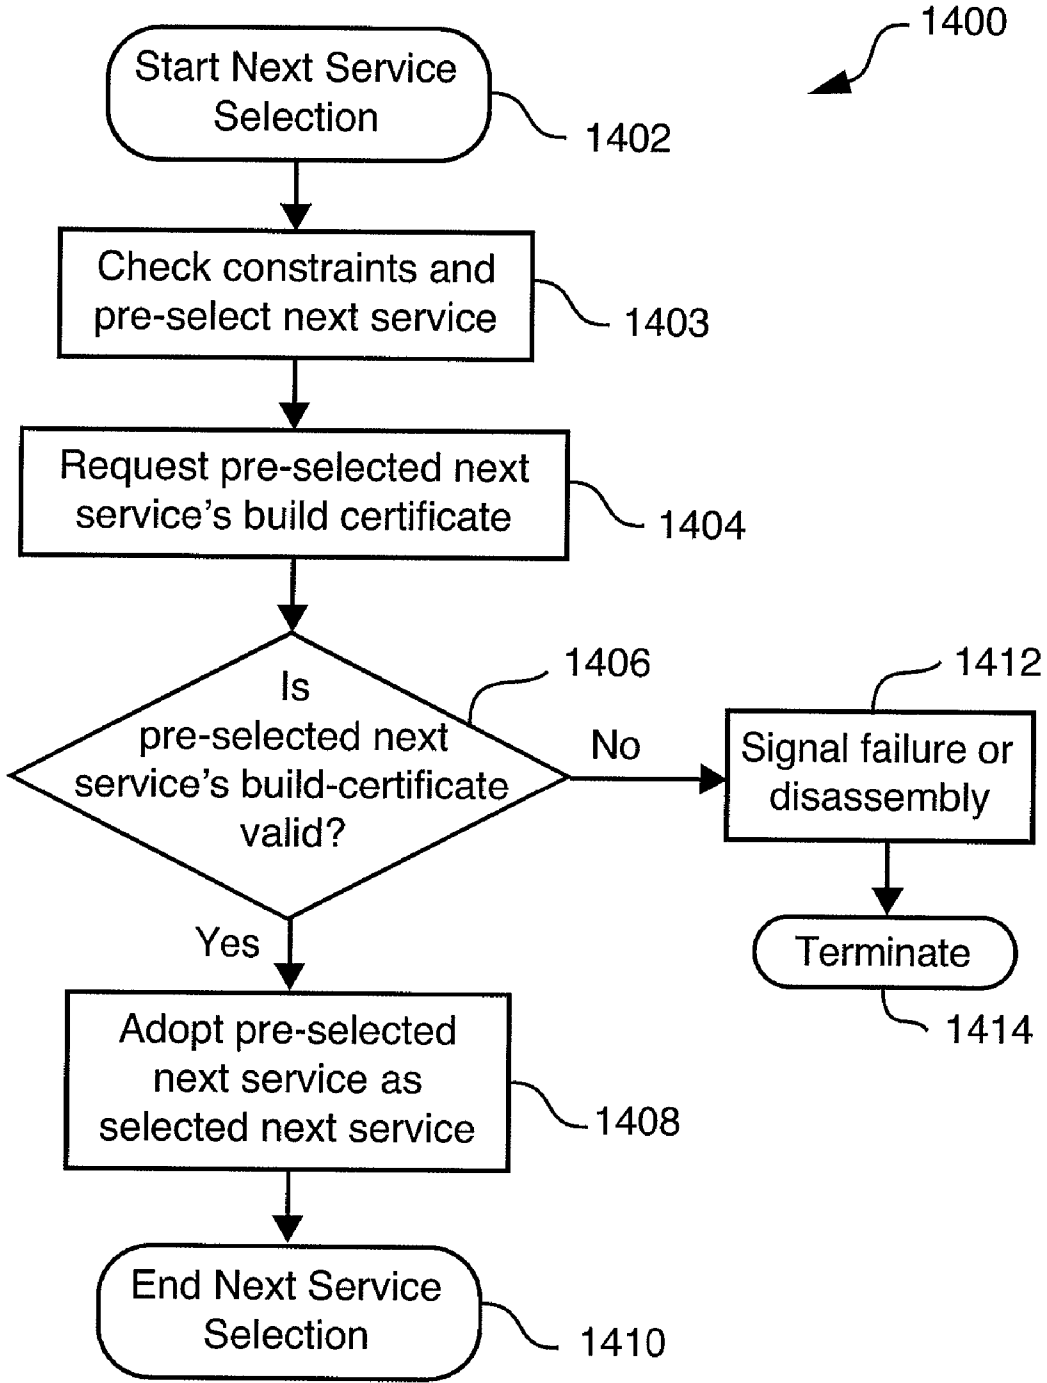 1400
Start Next Service
Selection
1402
Check constraints and
pre-select next service
1403
Request pre-selected next
service's build certificate
1404
Is
pre-selected next
service's build-certificate
valid?
1406
No
Signal failure or
disassembly
1412
Terminate
1414
Yes
Adopt pre-selected
next service as
selected next service
1408
End Next Service
Selection
1410